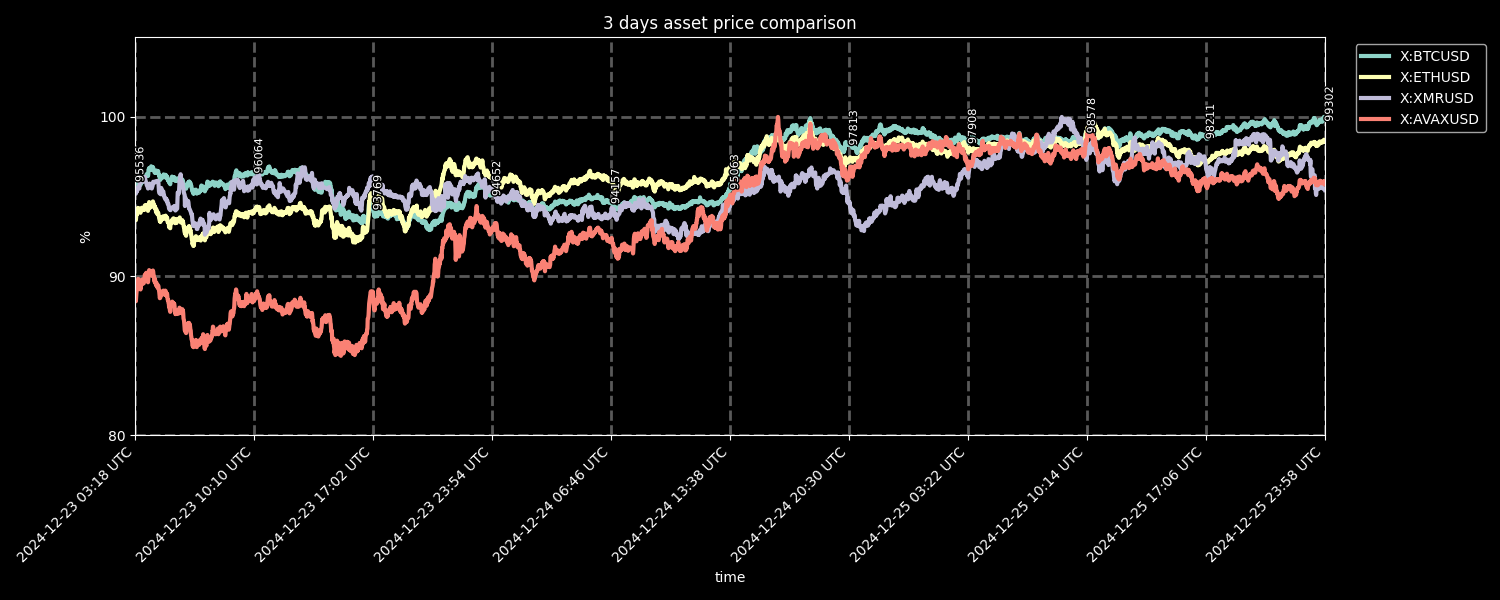 3 days asset price comparison
X:BTCUSD
X:ETHUSD
X:XMRUSD
X:AVAXUSD
100
90
80
%
95536
96064
93769
94652
94157
95063
97813
97908
98578
98211
99302
2024-12-23 03:18 UTC
2024-12-23 10:10 UTC
2024-12-23 17:02 UTC
2024-12-23 23:54 UTC
2024-12-24 06:46 UTC
2024-12-24 13:38 UTC
2024-12-24 20:30 UTC
2024-12-25 03:22 UTC
2024-12-25 10:14 UTC
2024-12-25 17:06 UTC
2024-12-25 23:58 UTC
time